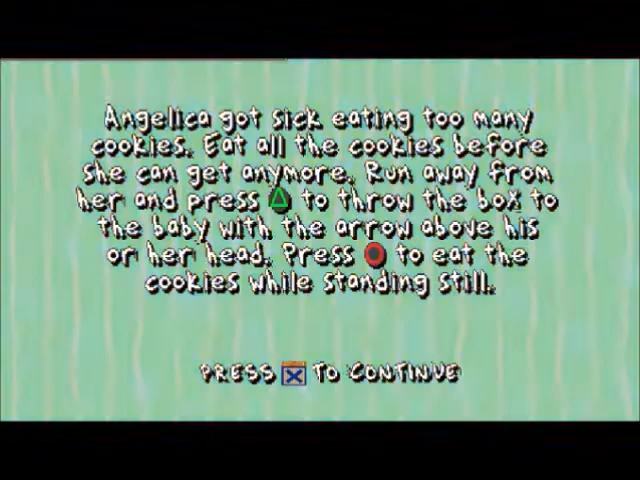 Angelica got sick eating too many
cookies. Eat all the cookies before
she can get anymore. Run away from
her and press △ to throw the box to
the baby with the arrow above his
or her head. Press ○ to eat the
cookies while standing still.
PRESS X TO CONTINUE